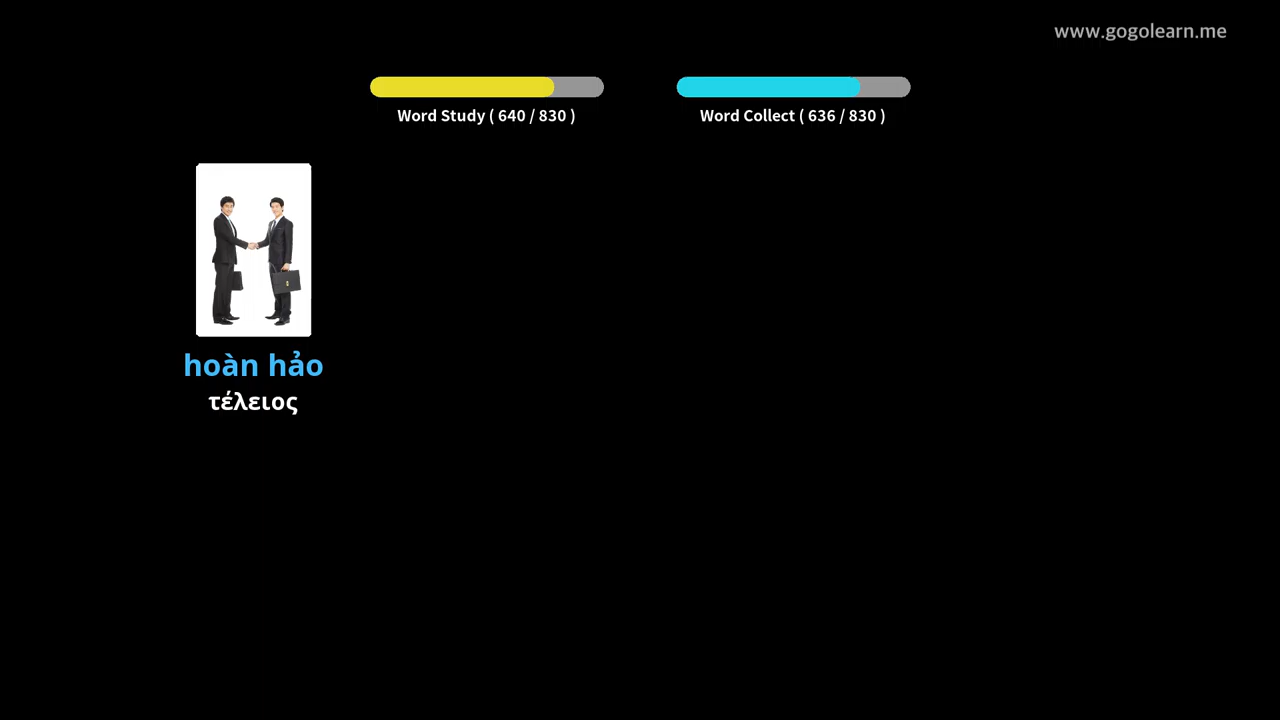 www.gogolearn.me
Word Study ( 640 / 830 )
Word Collect ( 636 / 830 )
hoàn hảo
τέλειος